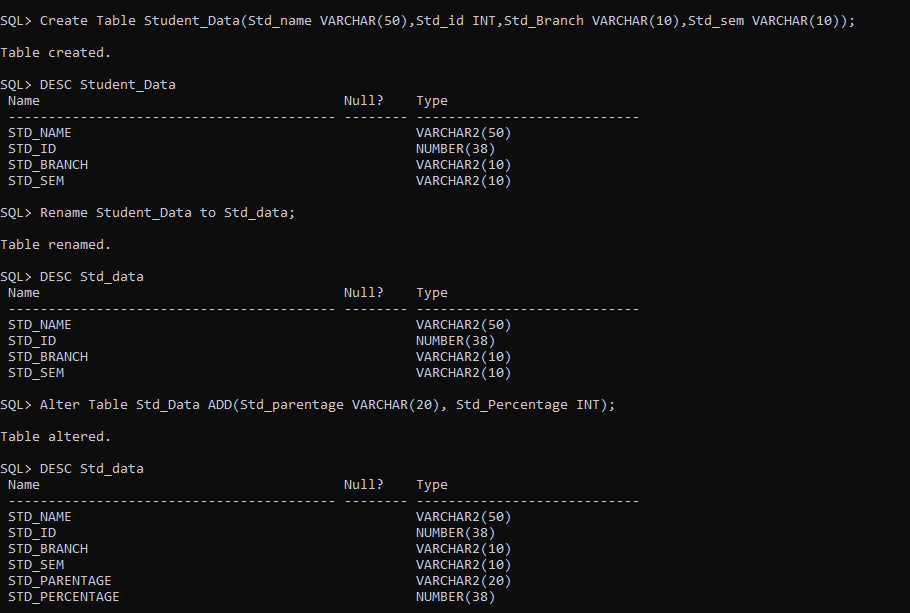 SQL> Create Table Student_Data(Std_name VARCHAR(50),Std_id INT,Std_Branch VARCHAR(10),Std_sem VARCHAR(10));
Table created.
SQL> DESC Student_Data
Name Null? Type
----------------------------------------- -------- ----------------------------
STD_NAME VARCHAR2(50)
STD_ID NUMBER(38)
STD_BRANCH VARCHAR2(10)
STD_SEM VARCHAR2(10)
SQL> Rename Student_Data to Std_data;
Table renamed.
SQL> DESC Std_data
Name Null? Type
----------------------------------------- -------- ----------------------------
STD_NAME VARCHAR2(50)
STD_ID NUMBER(38)
STD_BRANCH VARCHAR2(10)
STD_SEM VARCHAR2(10)
SQL> Alter Table Std_Data ADD(Std_parentage VARCHAR(20), Std_Percentage INT);
Table altered.
SQL> DESC Std_data
Name Null? Type
----------------------------------------- -------- ----------------------------
STD_NAME VARCHAR2(50)
STD_ID NUMBER(38)
STD_BRANCH VARCHAR2(10)
STD_SEM VARCHAR2(10)
STD_PARENTAGE VARCHAR2(20)
STD_PERCENTAGE NUMBER(38)